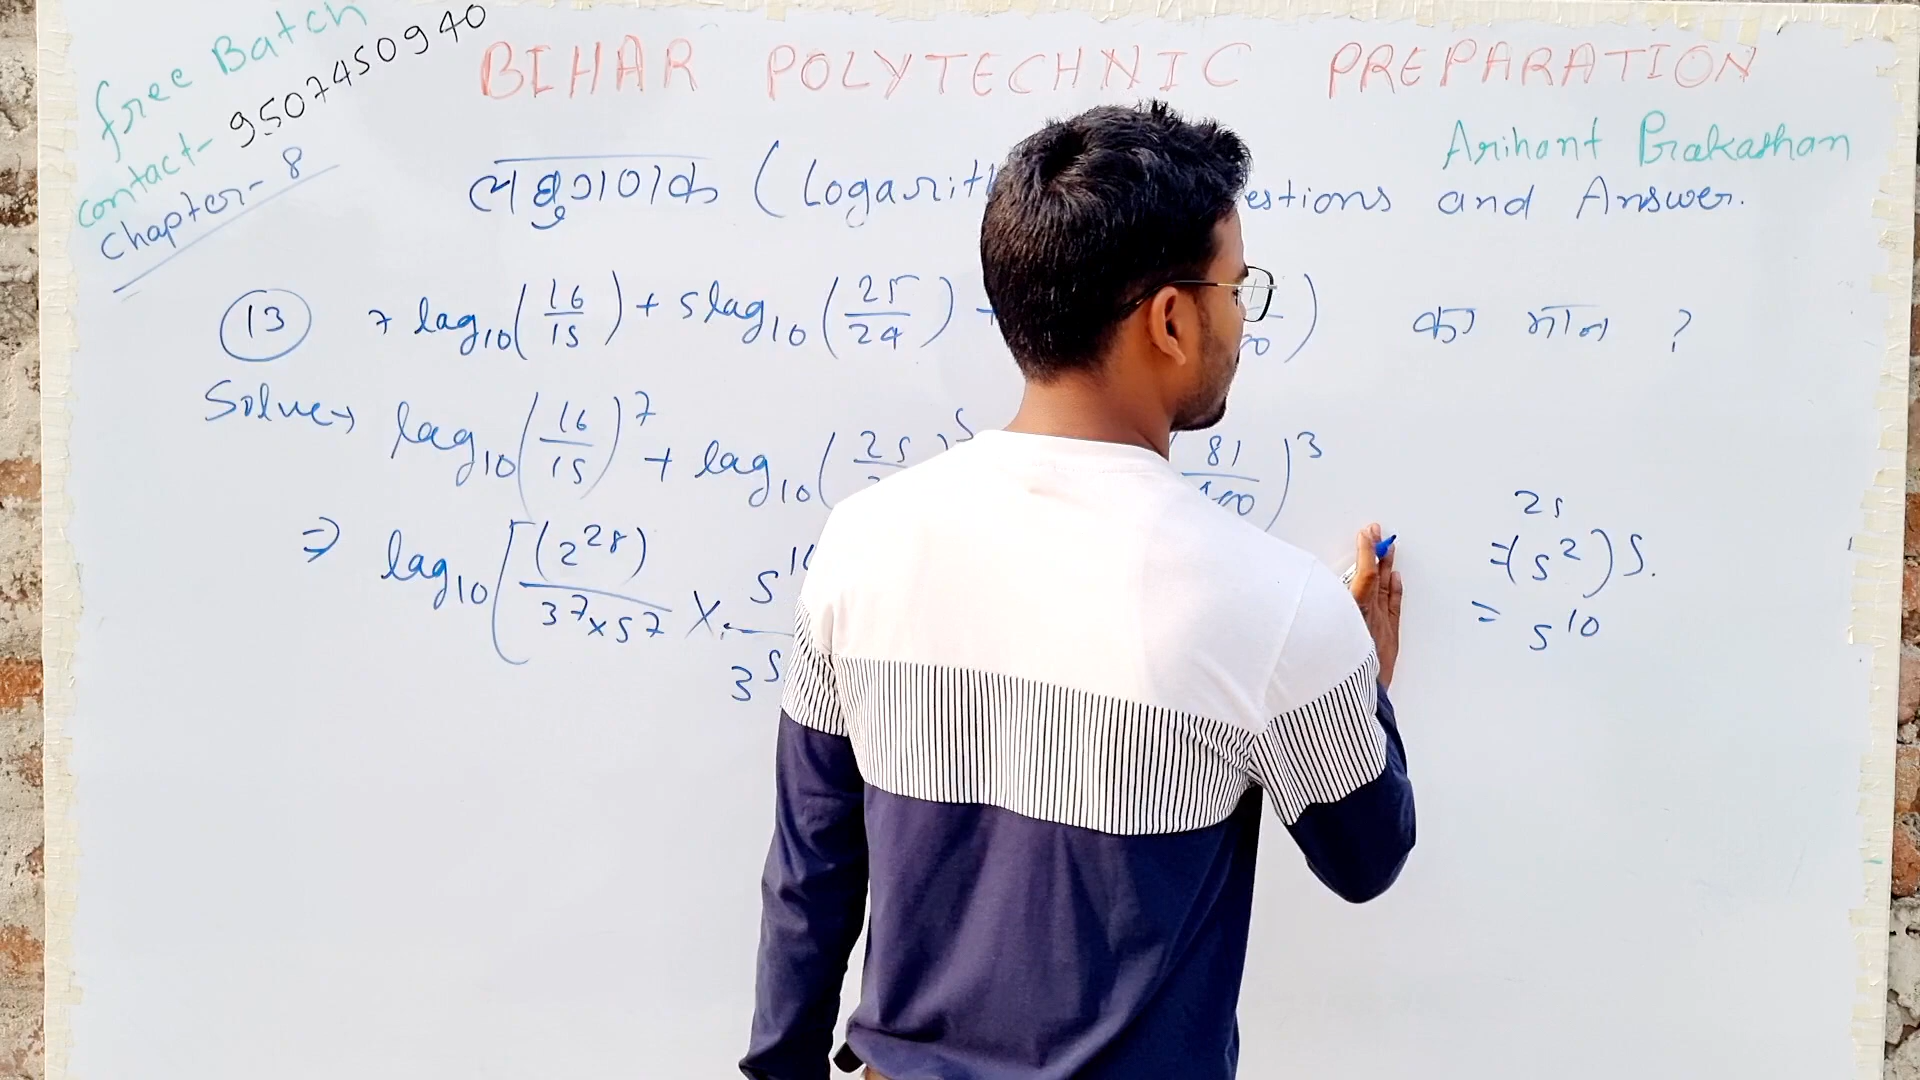 free Batch
contact- 9507450940
Chapter- 8
BIHAR POLYTECHNIC PREPARATION
Arihant Prakashan
लघुगणक (Logarith estions and Answer.
(13) 7 log₁₀(16/15) + 5 log₁₀(25/24) + ) का मान ?
Solve→ log₁₀(16/15)⁷ + log₁₀(25 ⁵ (81/ )³
⇒ log₁₀[(2²⁸)/3⁷×5⁷ × 5¹⁰/3⁵
25
=(5²)5.
= 5¹⁰